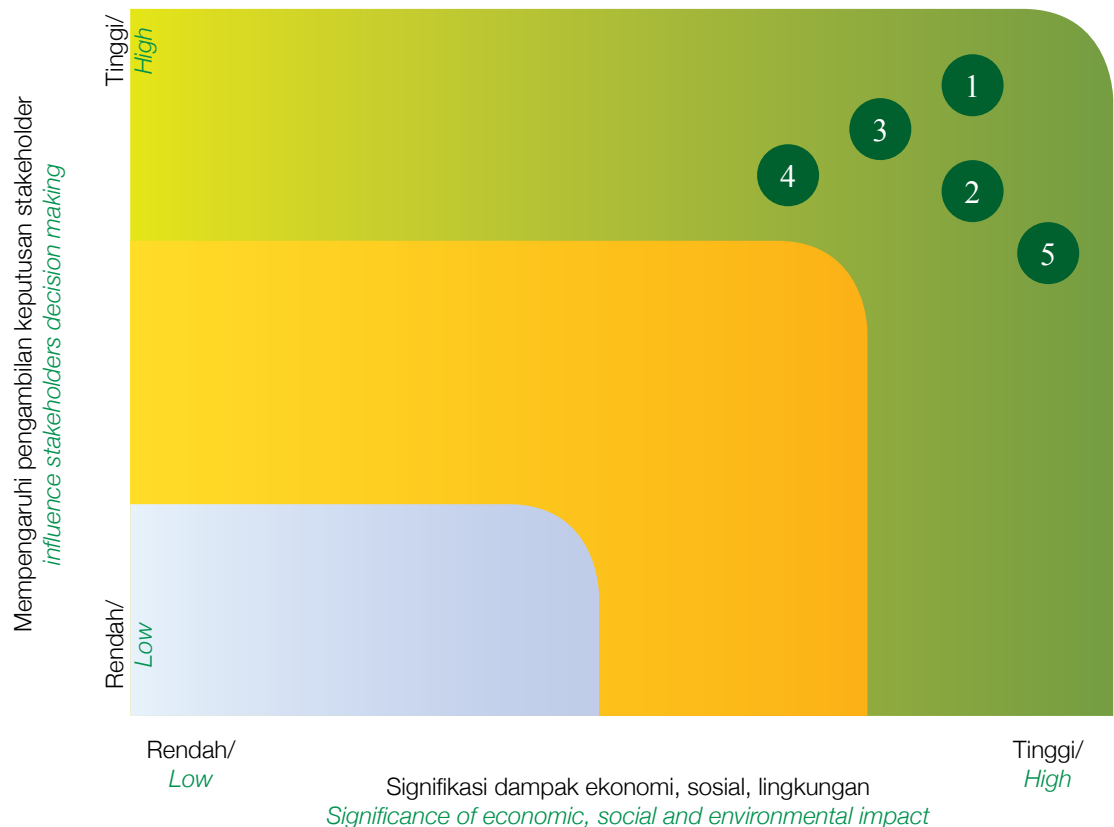 Mempengaruhi pengambilan keputusan stakeholder
influence stakeholders decision making
Tinggi/
High
Rendah/
Low
1
3
4
2
5
Rendah/
Low
Tinggi/
High
Signifikasi dampak ekonomi, sosial, lingkungan
Significance of economic, social and environmental impact